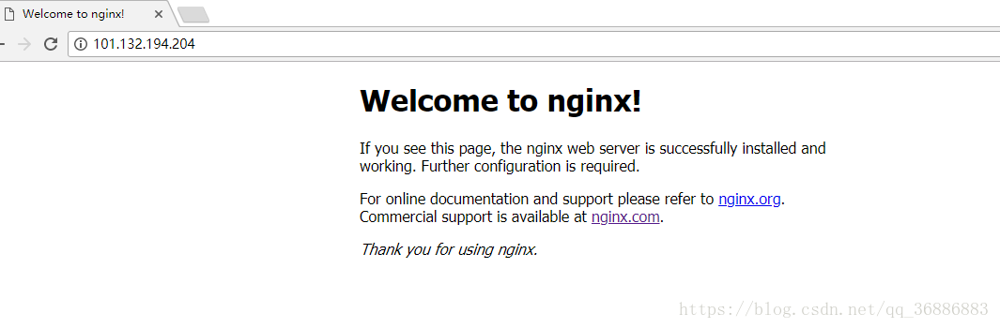 Welcome to nginx!
101.132.194.204
Welcome to nginx!
If you see this page, the nginx web server is successfully installed and
working. Further configuration is required.
For online documentation and support please refer to nginx.org.
Commercial support is available at nginx.com.
Thank you for using nginx.
https://blog.csdn.net/qq_36886883